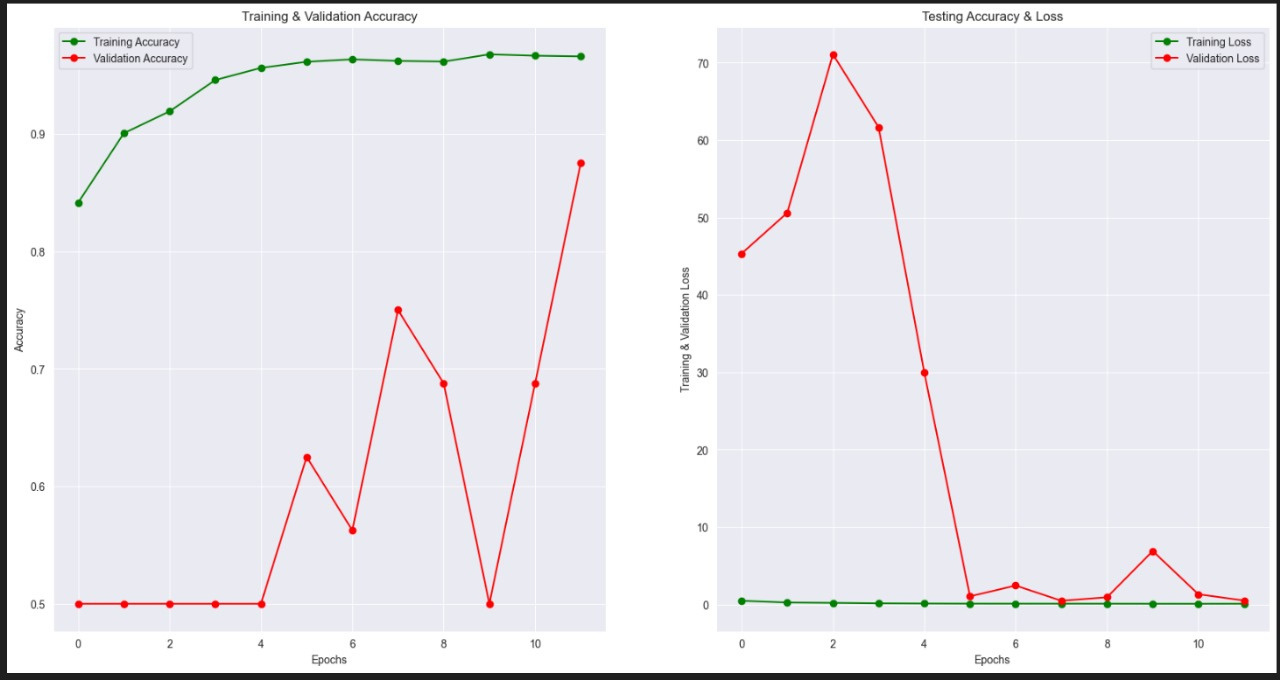 Training & Validation Accuracy
Training Accuracy
Validation Accuracy
0.9
0.8
0.7
0.6
0.5
Accuracy
0 2 4 6 8 10
Epochs
Testing Accuracy & Loss
Training Loss
Validation Loss
70
60
50
40
30
20
10
0
Training & Validation Loss
0 2 4 6 8 10
Epochs